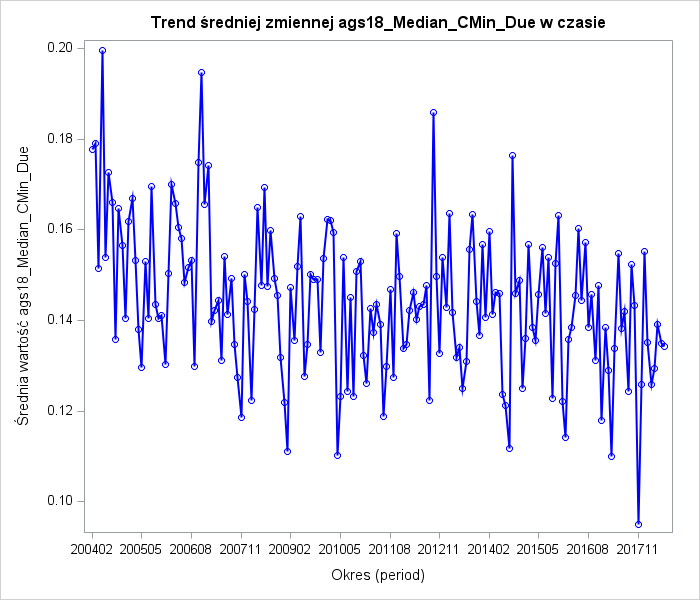 Trend średniej zmiennej ags18_Median_CMin_Due w czasie
Średnia wartość ags18_Median_CMin_Due
0.20
0.18
0.16
0.14
0.12
0.10
200402 200505 200608 200711 200902 201005 201108 201211 201402 201505 201608 201711
Okres (period)